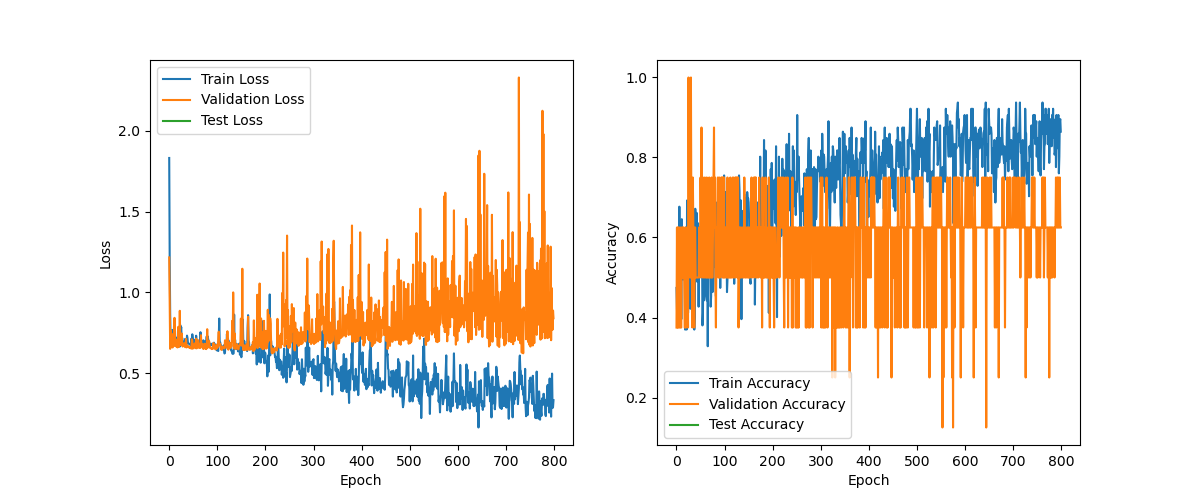 Train Loss
Validation Loss
Test Loss
2.0
1.5
1.0
0.5
Loss
0 100 200 300 400 500 600 700 800
Epoch
1.0
0.8
0.6
0.4
0.2
Accuracy
Train Accuracy
Validation Accuracy
Test Accuracy
0 100 200 300 400 500 600 700 800
Epoch